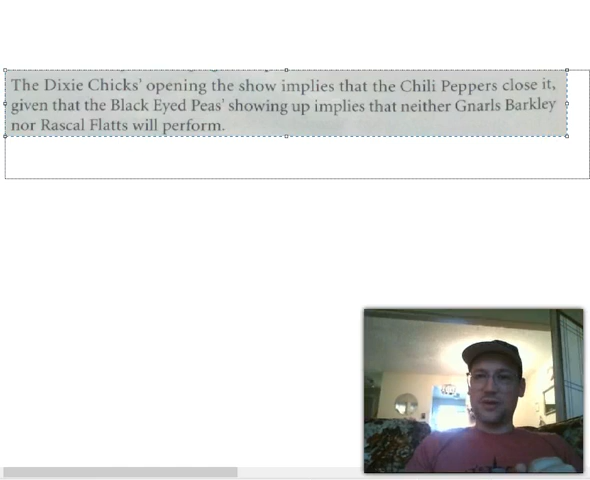 The Dixie Chicks' opening the show implies that the Chili Peppers close it,
given that the Black Eyed Peas' showing up implies that neither Gnarls Barkley
nor Rascal Flatts will perform.